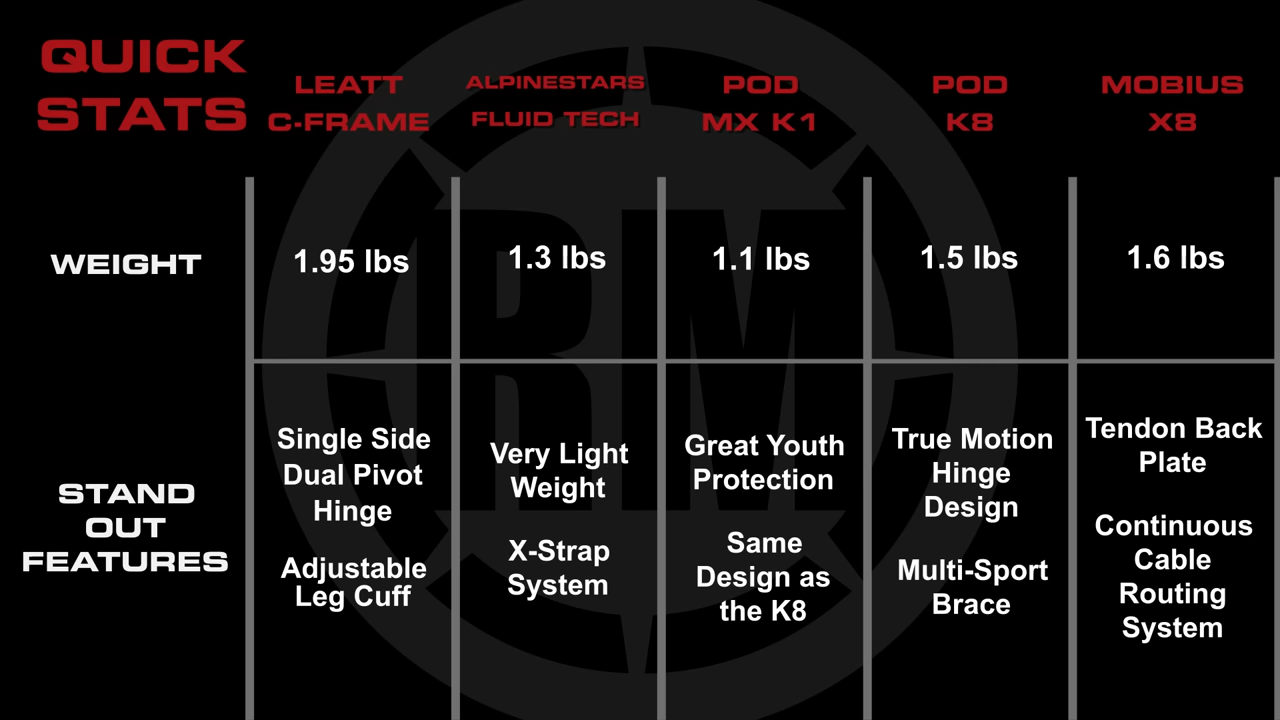 QUICK
STATS
LEATT
C-FRAME
ALPINESTARS
FLUID TECH
POD
MX K1
POD
K8
MOBIUS
X8
WEIGHT
1.95 lbs
1.3 lbs
1.1 lbs
1.5 lbs
1.6 lbs
STAND
OUT
FEATURES
Single Side
Dual Pivot
Hinge
Adjustable
Leg Cuff
Very Light
Weight
X-Strap
System
Great Youth
Protection
Same
Design as
the K8
True Motion
Hinge
Design
Multi-Sport
Brace
Tendon Back
Plate
Continuous
Cable
Routing
System
RM